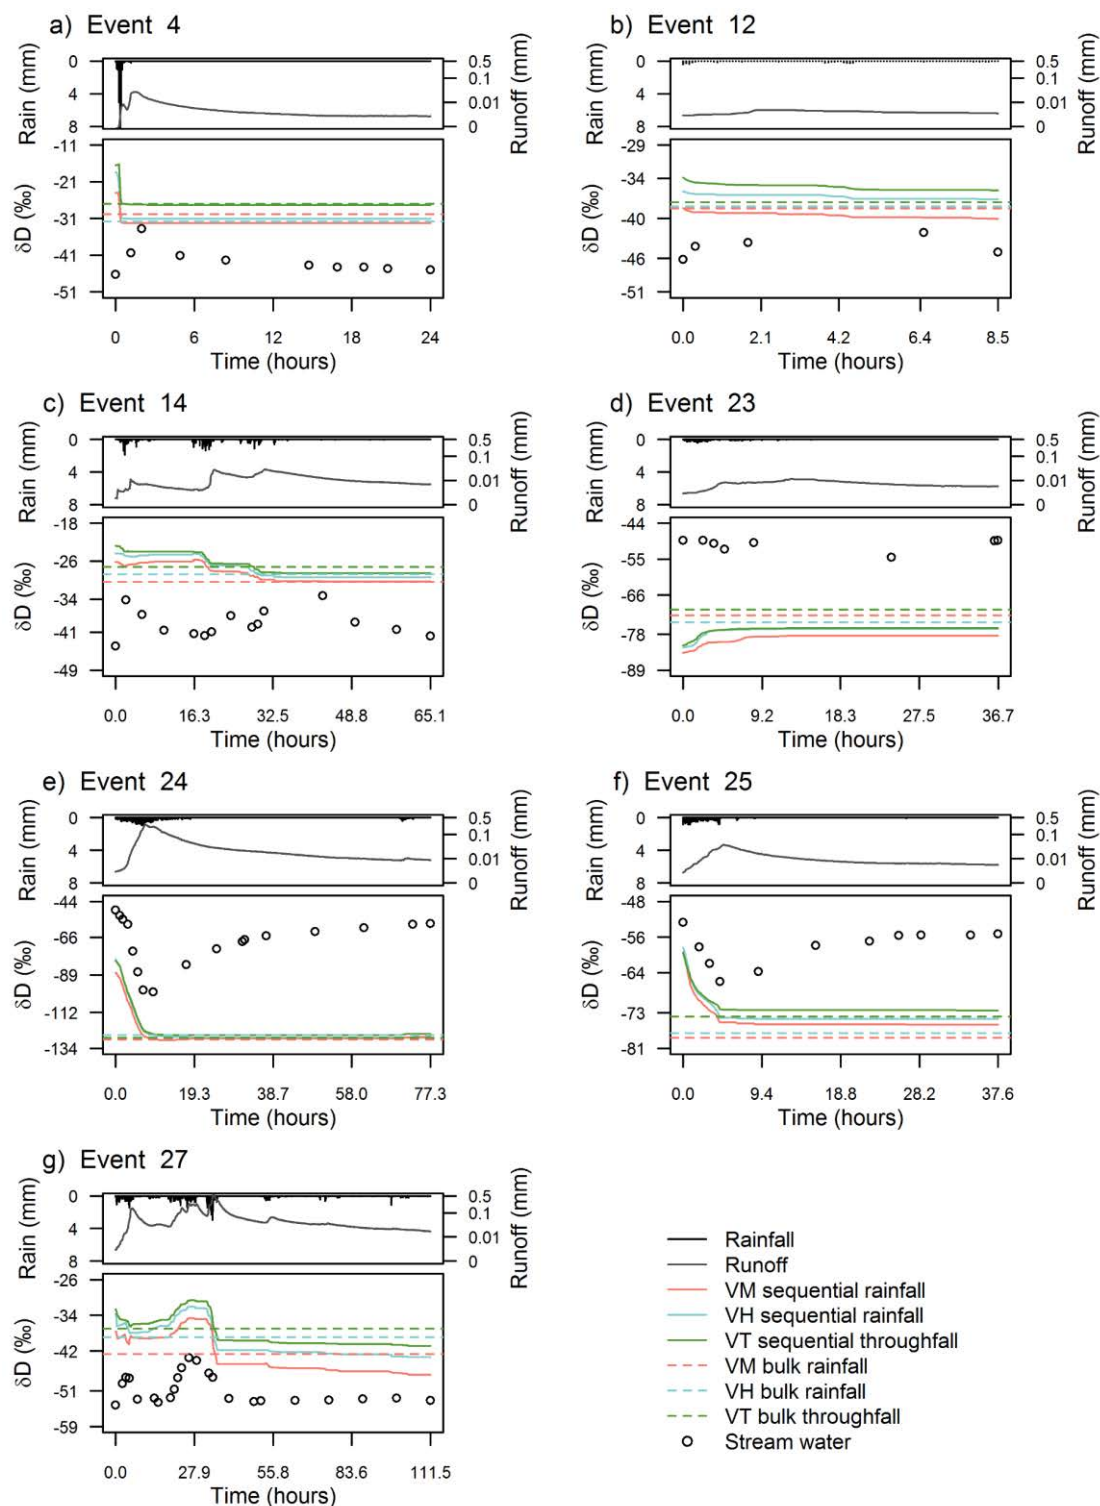 a) Event 4
Rain (mm)
0
4
8
0.5
0.1
0.01
0
Runoff (mm)
δD (‰)
-11
-21
-31
-41
-51
0 6 12 18 24
Time (hours)
b) Event 12
Rain (mm)
0
4
8
0.5
0.1
0.01
0
Runoff (mm)
δD (‰)
-29
-34
-40
-46
-51
0.0 2.1 4.2 6.4 8.5
Time (hours)
c) Event 14
Rain (mm)
0
4
8
0.5
0.1
0.01
0
Runoff (mm)
δD (‰)
-18
-26
-34
-41
-49
0.0 16.3 32.5 48.8 65.1
Time (hours)
d) Event 23
Rain (mm)
0
4
8
0.5
0.1
0.01
0
Runoff (mm)
δD (‰)
-44
-55
-66
-78
-89
0.0 9.2 18.3 27.5 36.7
Time (hours)
e) Event 24
Rain (mm)
0
4
8
0.5
0.1
0.01
0
Runoff (mm)
δD (‰)
-44
-66
-89
-112
-134
0.0 19.3 38.7 58.0 77.3
Time (hours)
f) Event 25
Rain (mm)
0
4
8
0.5
0.1
0.01
0
Runoff (mm)
δD (‰)
-48
-56
-64
-73
-81
0.0 9.4 18.8 28.2 37.6
Time (hours)
g) Event 27
Rain (mm)
0
4
8
0.5
0.1
0.01
0
Runoff (mm)
δD (‰)
-26
-34
-42
-51
-59
0.0 27.9 55.8 83.6 111.5
Time (hours)
Rainfall
Runoff
VM sequential rainfall
VH sequential rainfall
VT sequential throughfall
VM bulk rainfall
VH bulk rainfall
VT bulk throughfall
Stream water